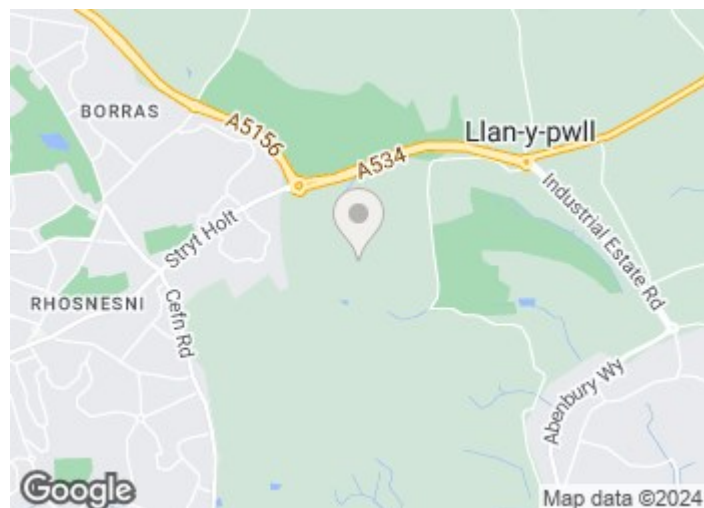 BORRAS
A5156
Llan-y-pwll
A534
Stryt Holt
Industrial Estate Rd
RHOSNESNI
Cefn Rd
Abenbury Wy
Google
Map data ©2024